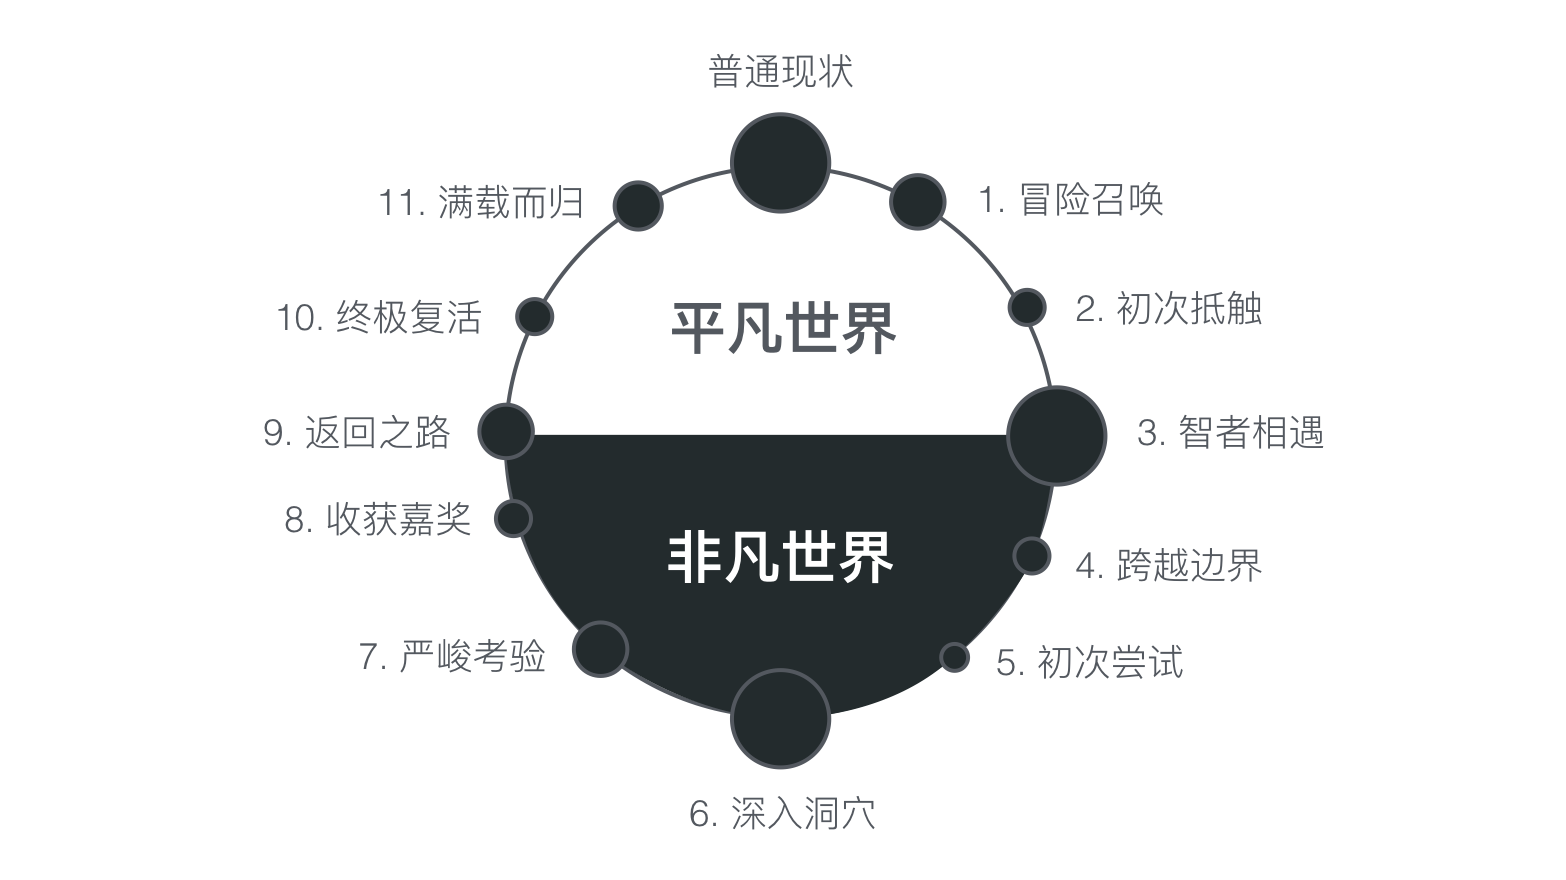 普通现状
1. 冒险召唤
2. 初次抵触
3. 智者相遇
4. 跨越边界
5. 初次尝试
6. 深入洞穴
7. 严峻考验
8. 收获嘉奖
9. 返回之路
10. 终极复活
11. 满载而归
平凡世界
非凡世界